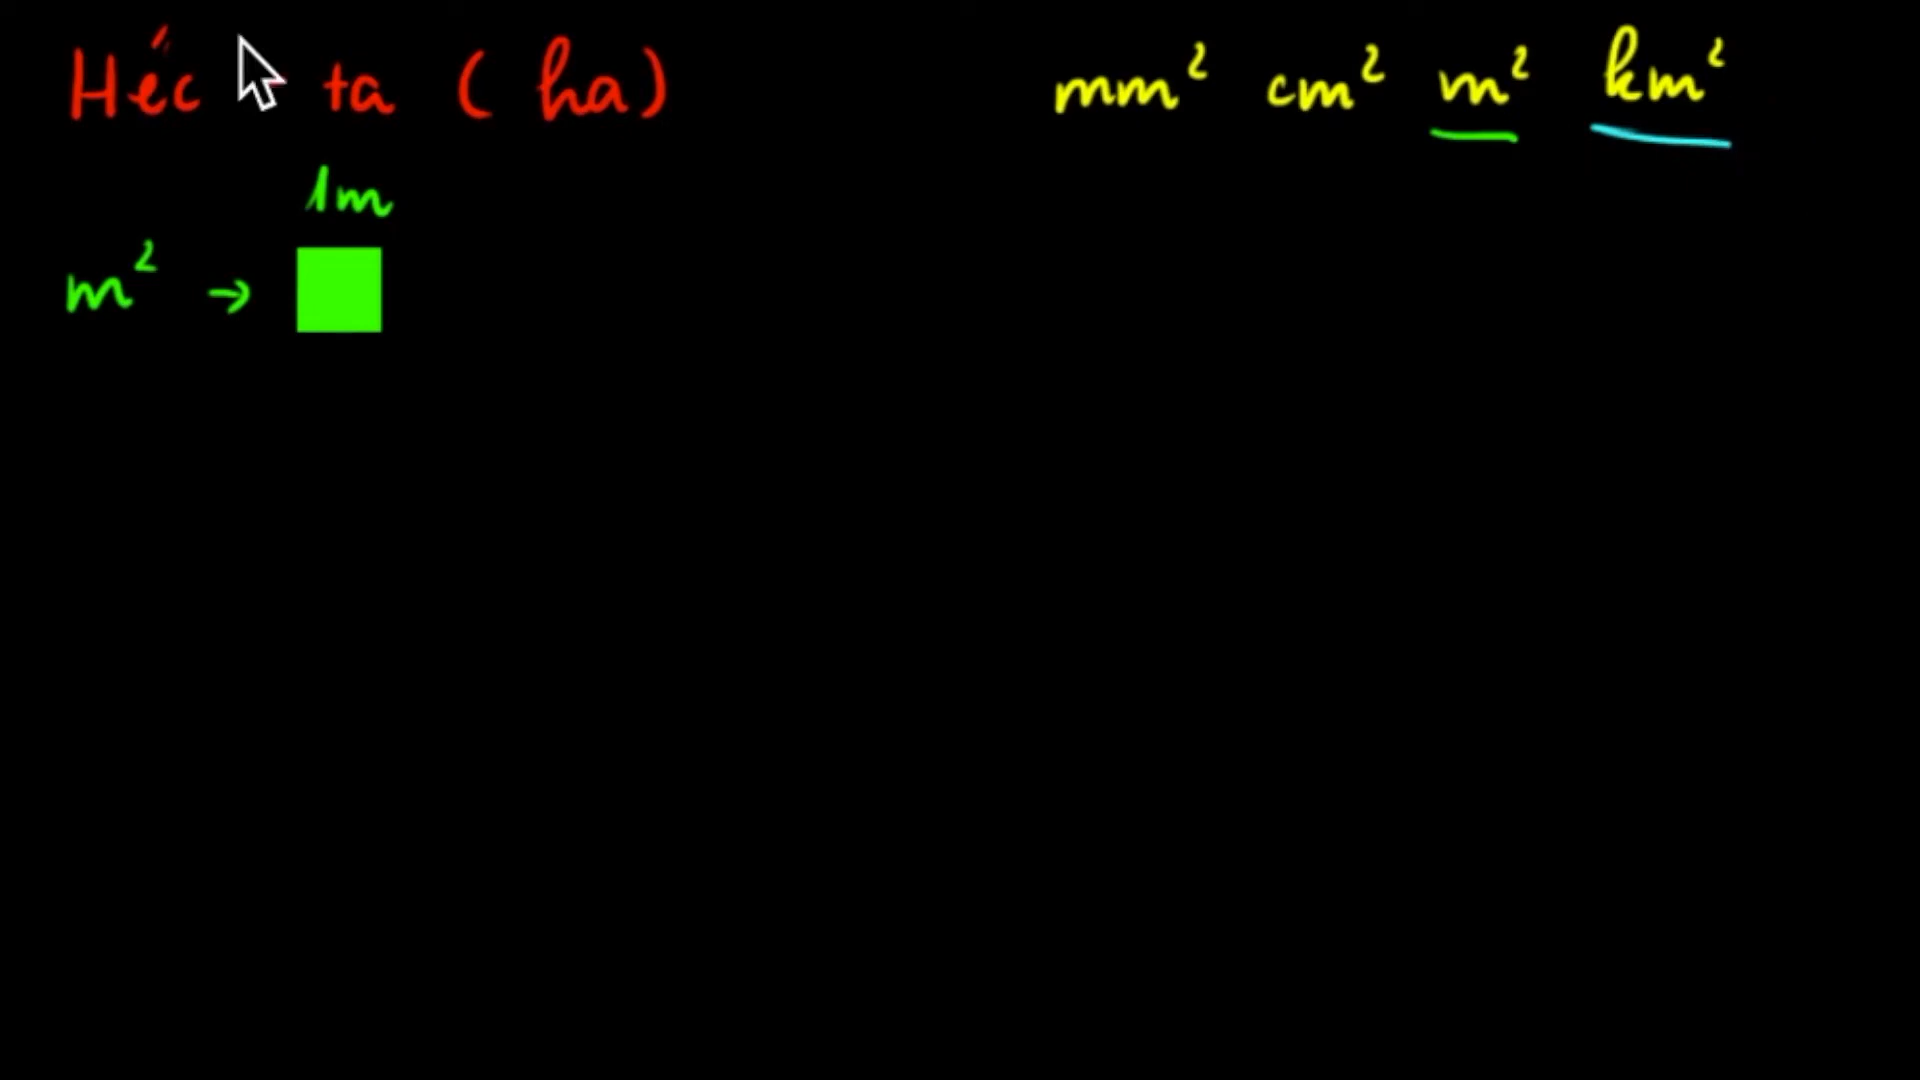 Héc ta (ha) mm² cm² m² km²
1m
m² →